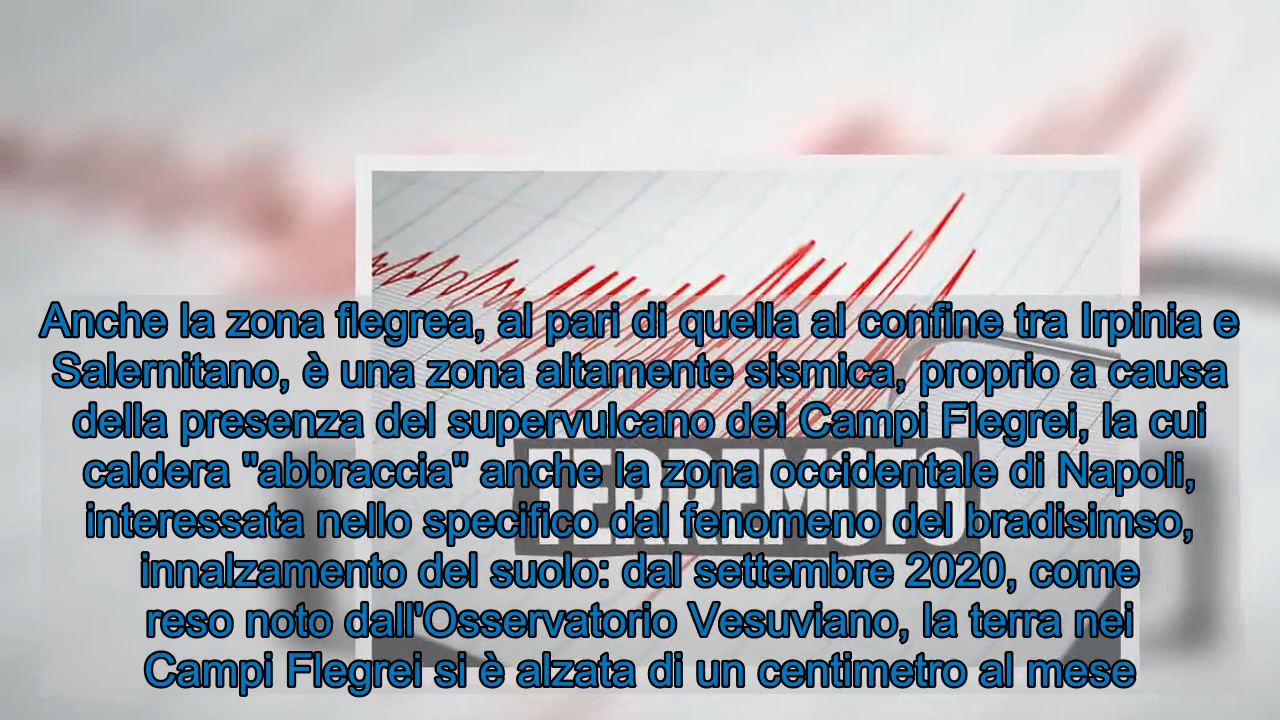 Anche la zona flegrea, al pari di quella al confine tra Irpinia e
Salernitano, è una zona altamente sismica, proprio a causa
della presenza del supervulcano dei Campi Flegrei, la cui
caldera "abbraccia" anche la zona occidentale di Napoli,
interessata nello specifico dal fenomeno del bradisimso,
innalzamento del suolo: dal settembre 2020, come
reso noto dall'Osservatorio Vesuviano, la terra nei
Campi Flegrei si è alzata di un centimetro al mese
TERREMOTO